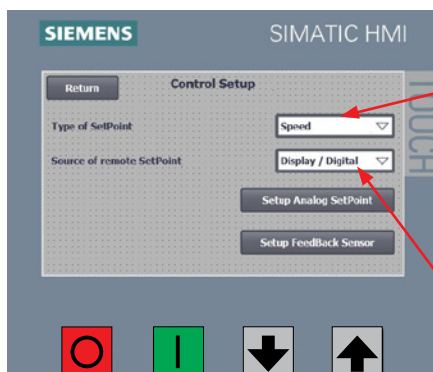 SIEMENS
SIMATIC HMI
TOUCH
Return
Control Setup
Type of SetPoint
Speed
Source of remote SetPoint
Display / Digital
Setup Analog SetPoint
Setup FeedBack Sensor